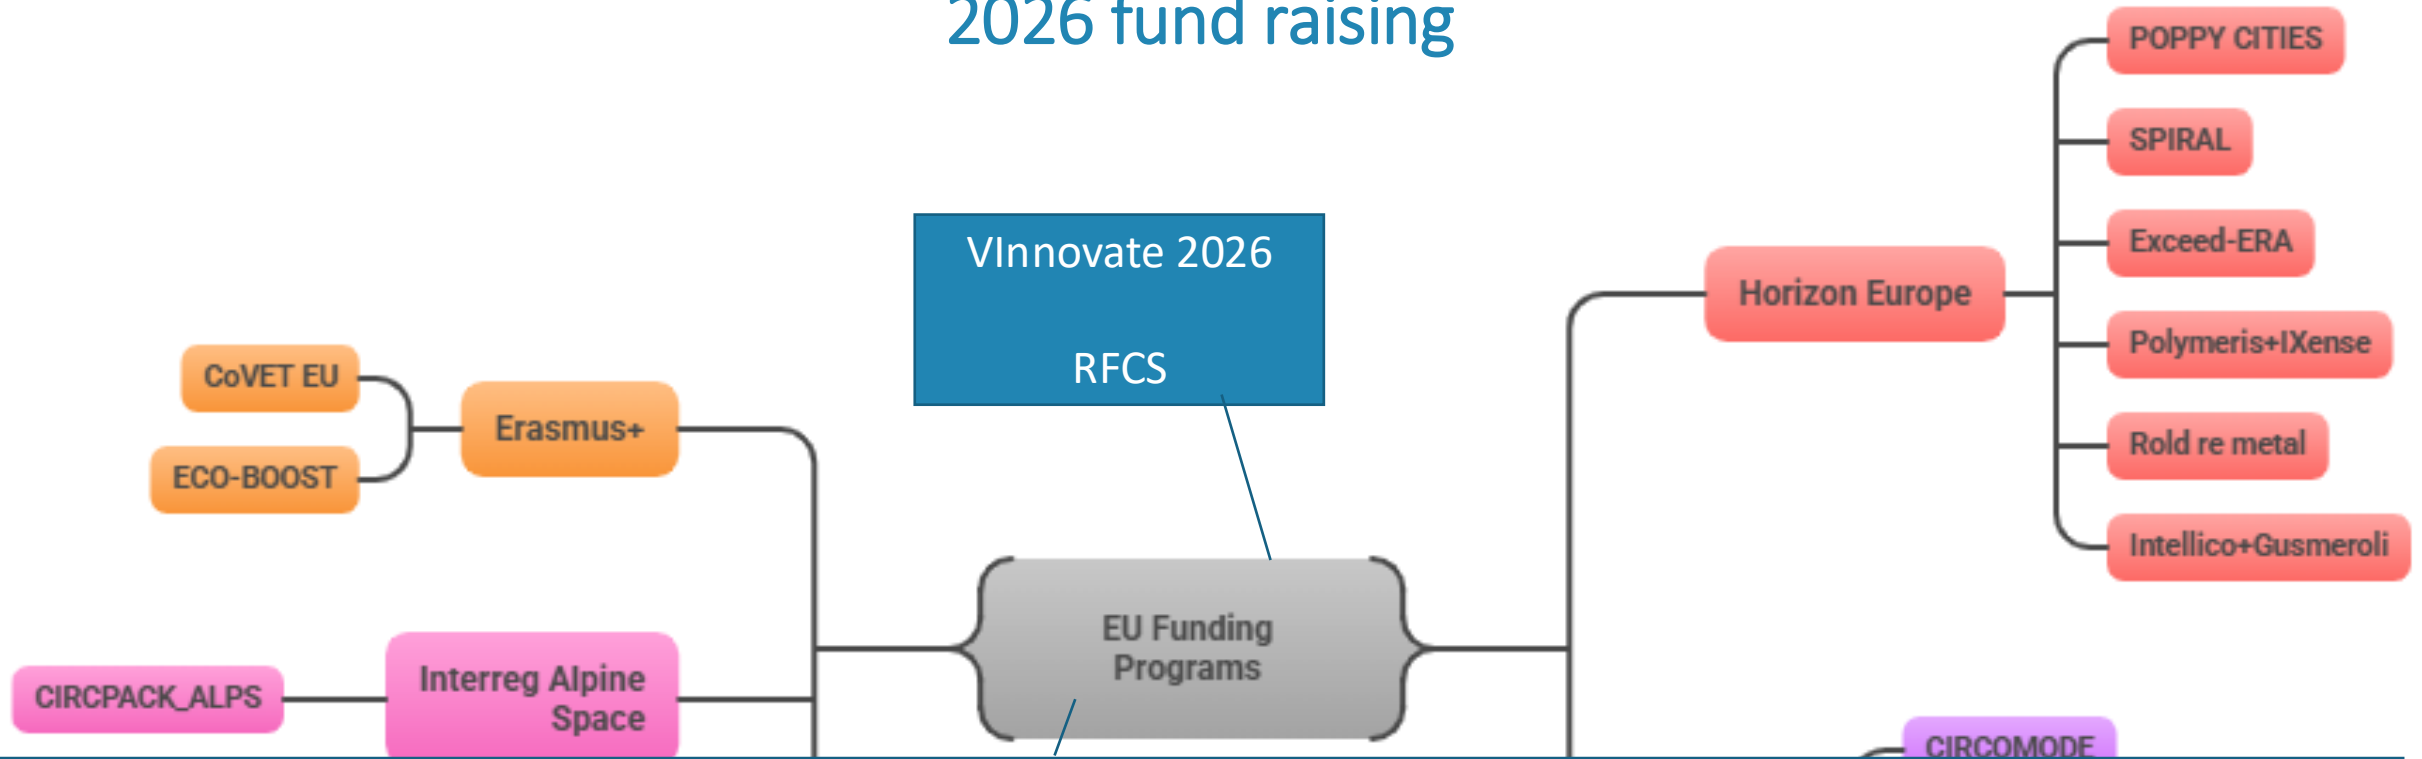 2026 fund raising
VInnovate 2026
RFCS
CoVET EU
ECO-BOOST
Erasmus+
CIRCPACK_ALPS
Interreg Alpine
Space
EU Funding
Programs
Horizon Europe
POPPY CITIES
SPIRAL
Exceed-ERA
Polymeris+IXense
Rold re metal
Intellico+Gusmeroli
CIRCOMODE